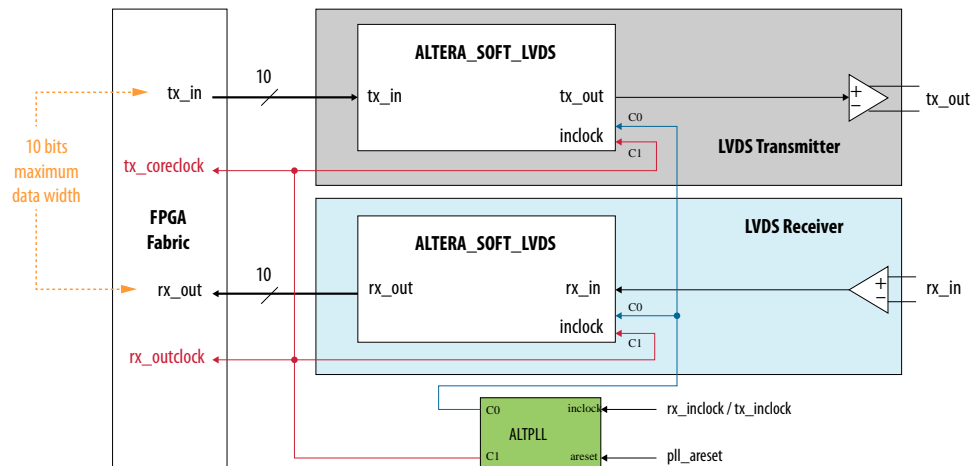 10 bits
maximum
data width
tx_in
tx_coreclock
FPGA
Fabric
rx_out
rx_outclock
10
10
ALTERA_SOFT_LVDS
tx_in
tx_out
inclock
C0
C1
LVDS Transmitter
+
−
tx_out
LVDS Receiver
ALTERA_SOFT_LVDS
rx_out
rx_in
inclock
C0
C1
+
−
rx_in
C0
inclock
ALTPLL
C1
areset
rx_inclock / tx_inclock
pll_areset